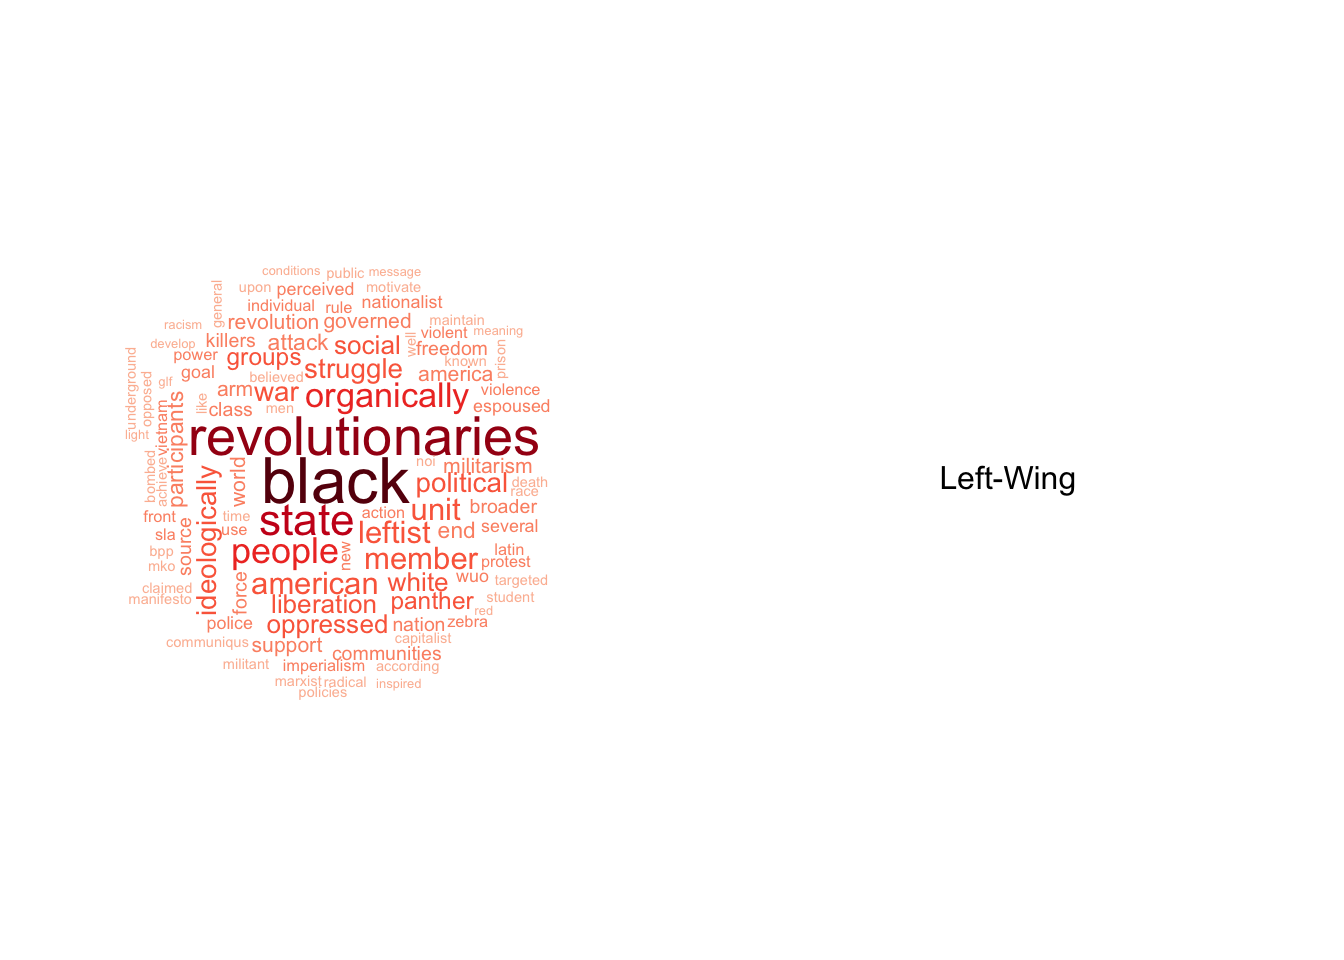 conditions public message
upon perceived motivate
general
individual rule nationalist
racism revolution governed maintain
develop killers attack social well violent meaning
power groups freedom
goal believed struggle known prison
underground opposed glf america
arm war organically violence
like class men espoused
vietnam participants
light revolutionaries
bombed achieve world black noi militarism
ideologically political death
race
front time state action unit broader
sla source use leftist end several
bpp people new latin
mko member protest
claimed force american white wuo targeted
manifesto liberation panther student
red
police oppressed nation zebra
communiqus support capitalist
communities
militant imperialism according
marxist radical inspired
policies
Left-Wing